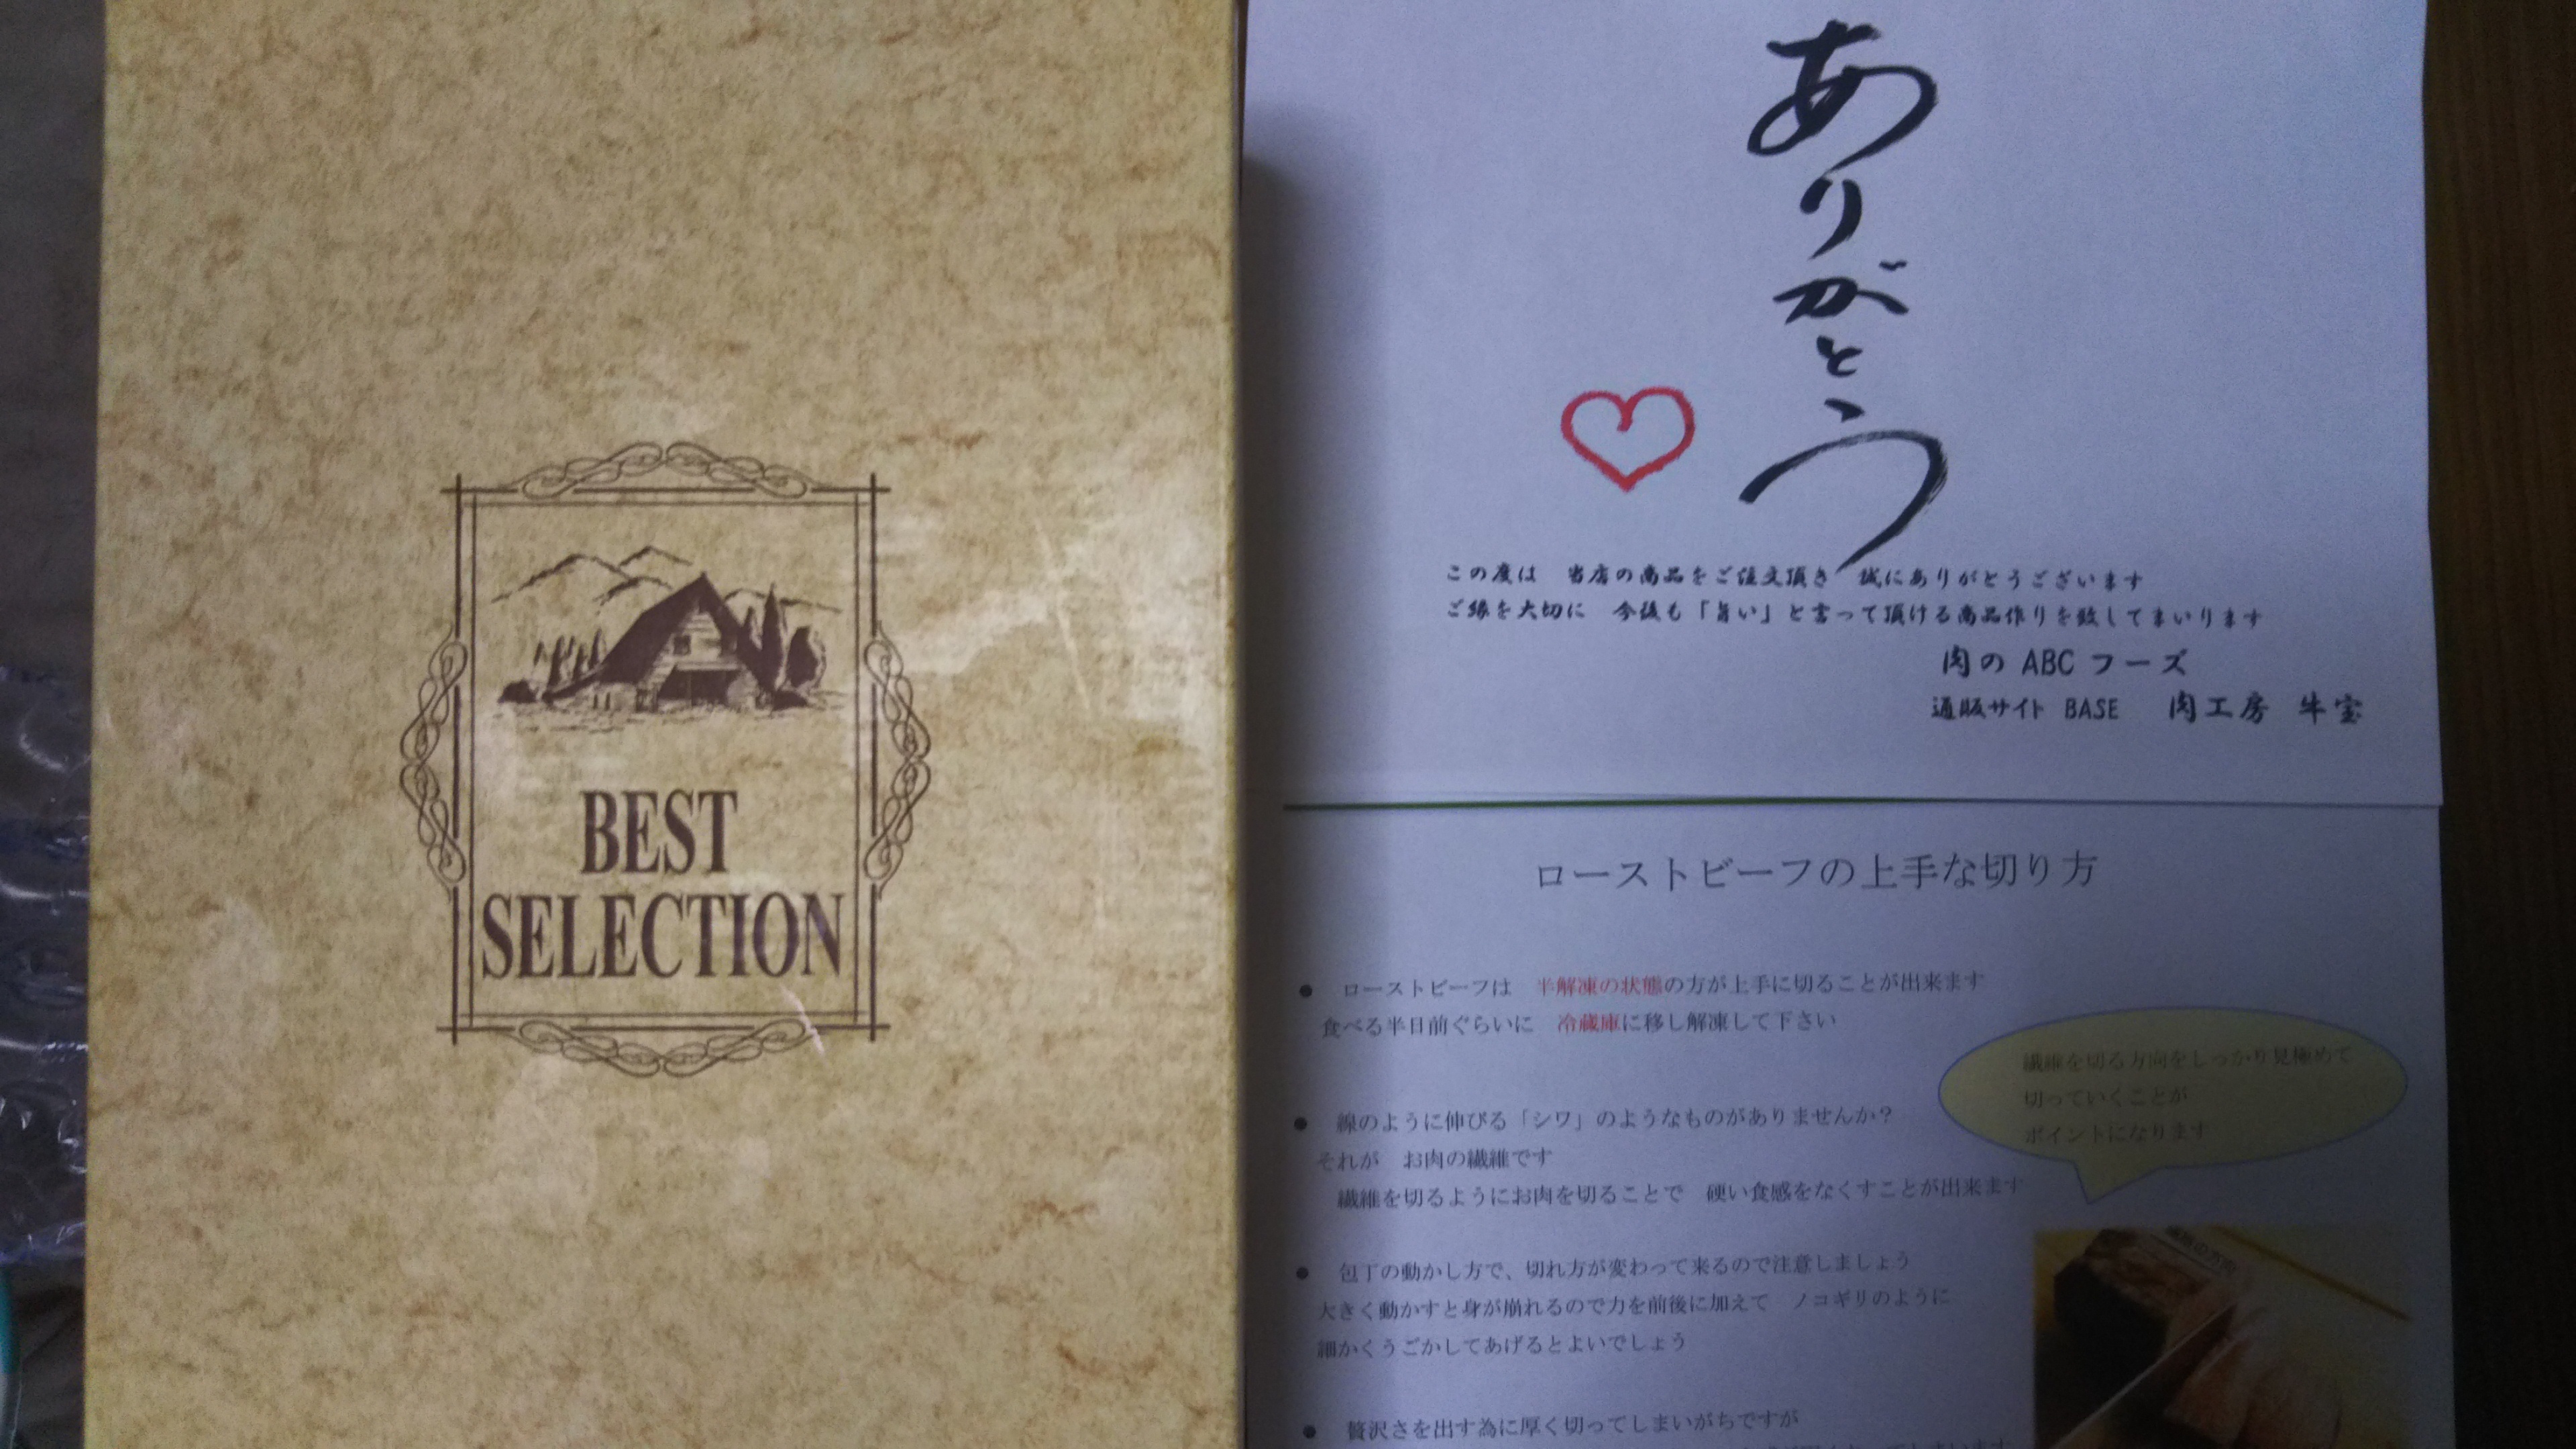 BEST
SELECTION
ありがとう
この度は　当店の商品をご注文頂き　誠にありがとうございます
ご縁を大切に　今後も「旨い」と言って頂ける商品作りを致してまいります
肉の ABC フーズ
通販サイト BASE　肉工房　牛宝
ローストビーフの上手な切り方
● ローストビーフは　半解凍の状態の方が上手に切ることが出来ます
食べる半日前ぐらいに　冷蔵庫に移し解凍して下さい
繊維を切る方向をしっかり見極めて
切っていくことが
ポイントになります
● 線のように伸びる「シワ」のようなものがありませんか？
それが　お肉の繊維です
繊維を切るようにお肉を切ることで　硬い食感をなくすことが出来ます
● 包丁の動かし方で、切れ方が変わって来るので注意しましょう
大きく動かすと身が崩れるので力を前後に加えて　ノコギリのように
細かくうごかしてあげるとよいでしょう
繊維の方向
● 贅沢さを出す為に厚く切ってしまいがちですが